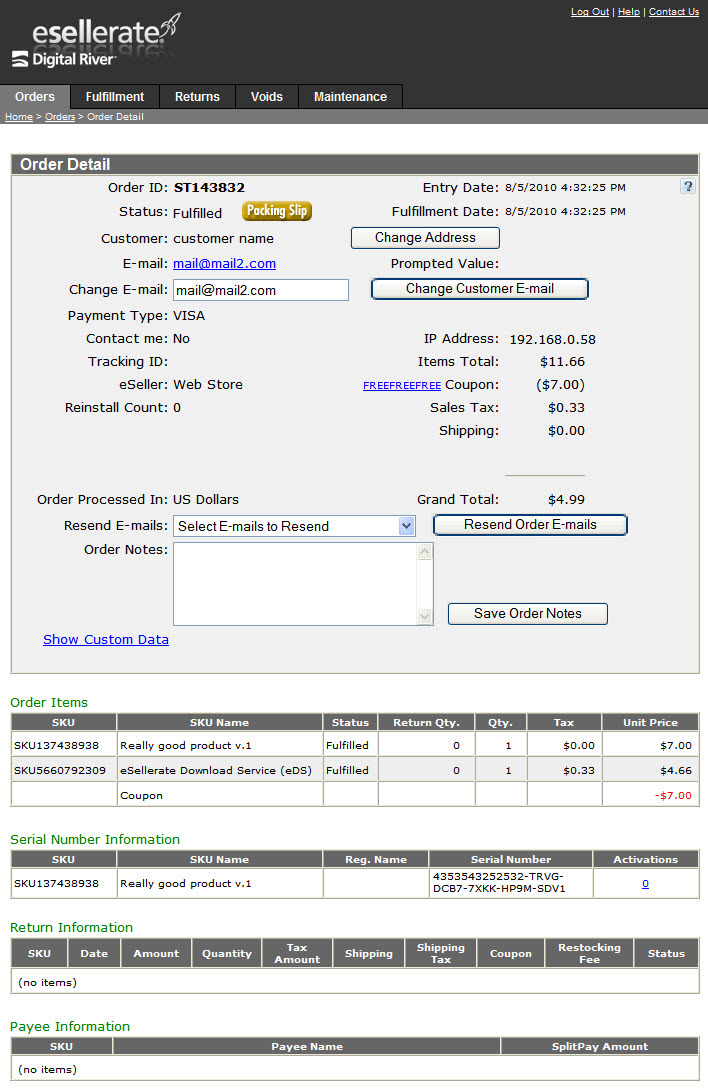 Log Out | Help | Contact Us
esellerate.
Digital River
Orders Fulfillment Returns Voids Maintenance
Home > Orders > Order Detail
Order Detail
Order ID: ST143832 Entry Date: 8/5/2010 4:32:25 PM ?
Status: Fulfilled Packing Slip Fulfillment Date: 8/5/2010 4:32:25 PM
Customer: customer name Change Address
E-mail: mail@mail2.com Prompted Value:
Change E-mail: mail@mail2.com Change Customer E-mail
Payment Type: VISA
Contact me: No IP Address: 192.168.0.58
Tracking ID: Items Total: $11.66
eSeller: Web Store FREEFREEFREE Coupon: ($7.00)
Reinstall Count: 0 Sales Tax: $0.33
Shipping: $0.00
Order Processed In: US Dollars Grand Total: $4.99
Resend E-mails: Select E-mails to Resend Resend Order E-mails
Order Notes:
Save Order Notes
Show Custom Data
Order Items
SKU SKU Name Status Return Qty. Qty. Tax Unit Price
SKU137438938 Really good product v.1 Fulfilled 0 1 $0.00 $7.00
SKU5660792309 eSellerate Download Service (eDS) Fulfilled 0 1 $0.33 $4.66
Coupon -$7.00
Serial Number Information
SKU SKU Name Reg. Name Serial Number Activations
SKU137438938 Really good product v.1 4353543252532-TRVG-
DCB7-7XKK-HP9M-SDV1 0
Return Information
SKU Date Amount Quantity Tax Amount Shipping Shipping Tax Coupon Restocking Fee Status
(no items)
Payee Information
SKU Payee Name SplitPay Amount
(no items)